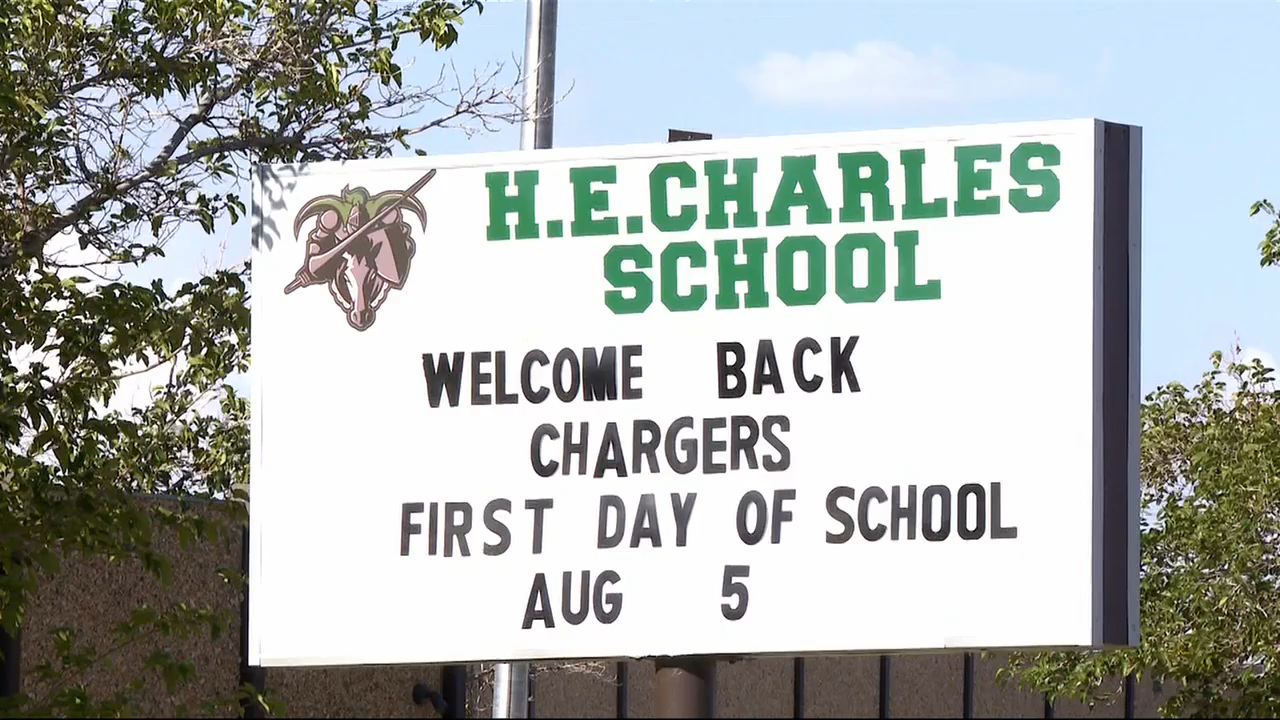 H.E.CHARLES
SCHOOL
WELCOME BACK
CHARGERS
FIRST DAY OF SCHOOL
AUG 5